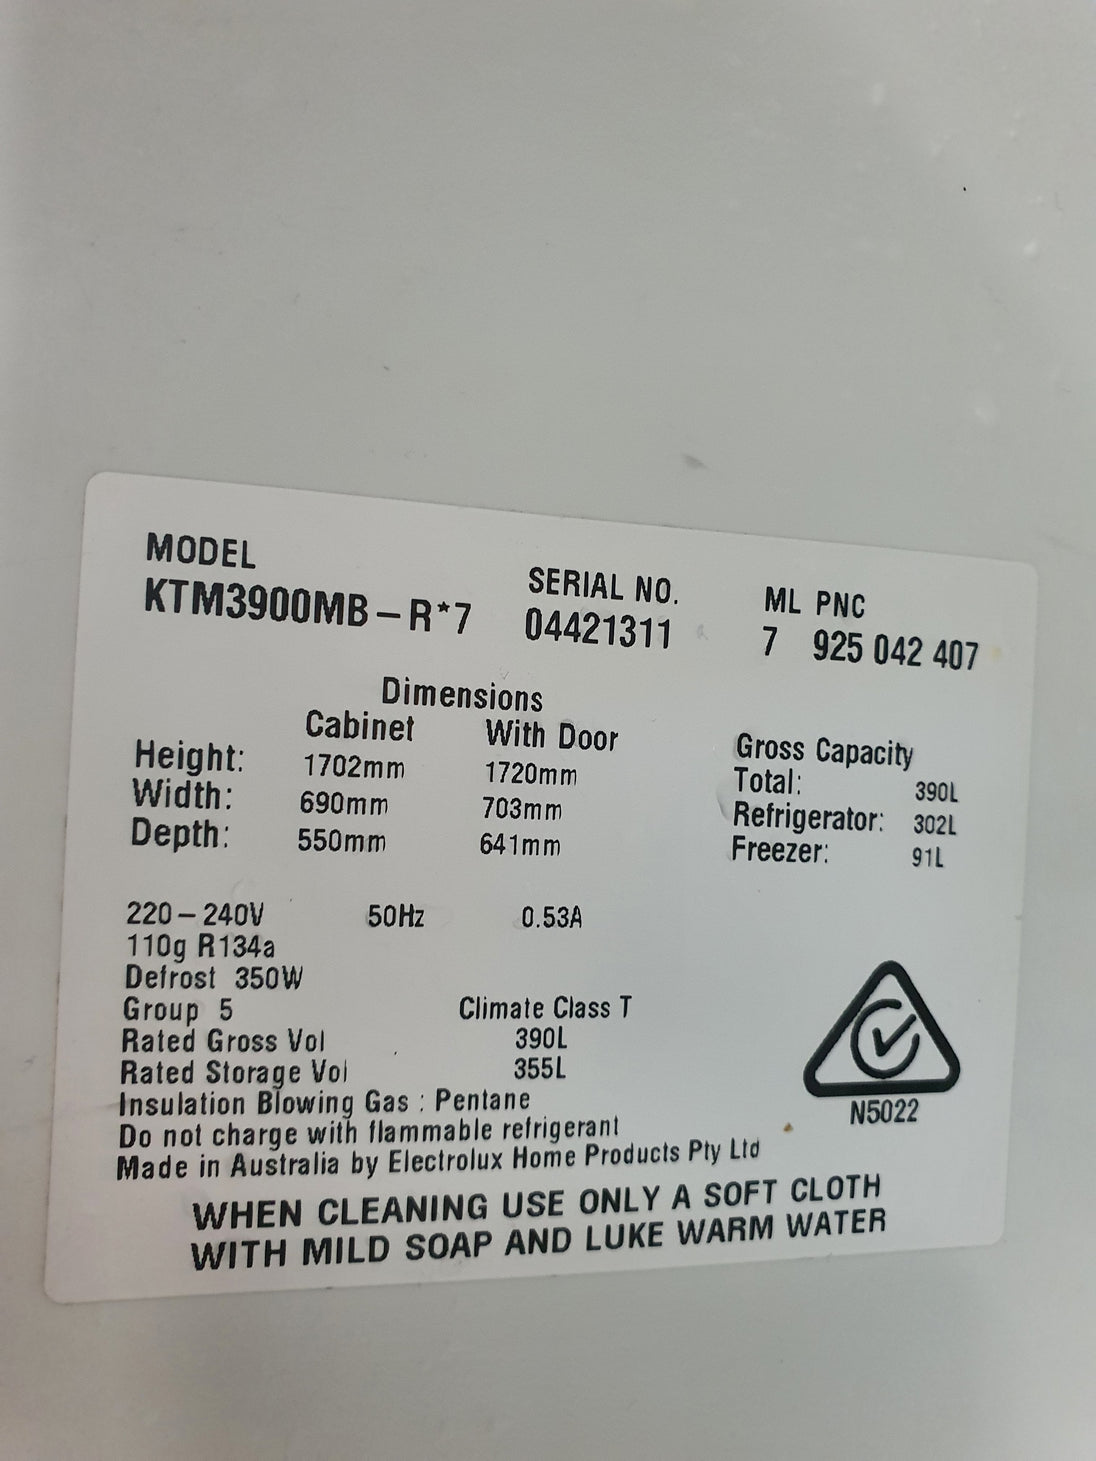 MODEL SERIAL NO. ML PNC
KTM3900MB-R*7 04421311 7 925 042 407
Dimensions
Cabinet With Door Gross Capacity
Height: 1702mm 1720mm Total: 390L
Width: 690mm 703mm Refrigerator: 302L
Depth: 550mm 641mm Freezer: 91L
220-240V 50Hz 0.53A
110g R134a
Defrost 350W
Group 5 Climate Class T
Rated Gross Vol 390L
Rated Storage Vol 355L
Insulation Blowing Gas : Pentane
N5022
Do not charge with flammable refrigerant
Made in Australia by Electrolux Home Products Pty Ltd
WHEN CLEANING USE ONLY A SOFT CLOTH
WITH MILD SOAP AND LUKE WARM WATER